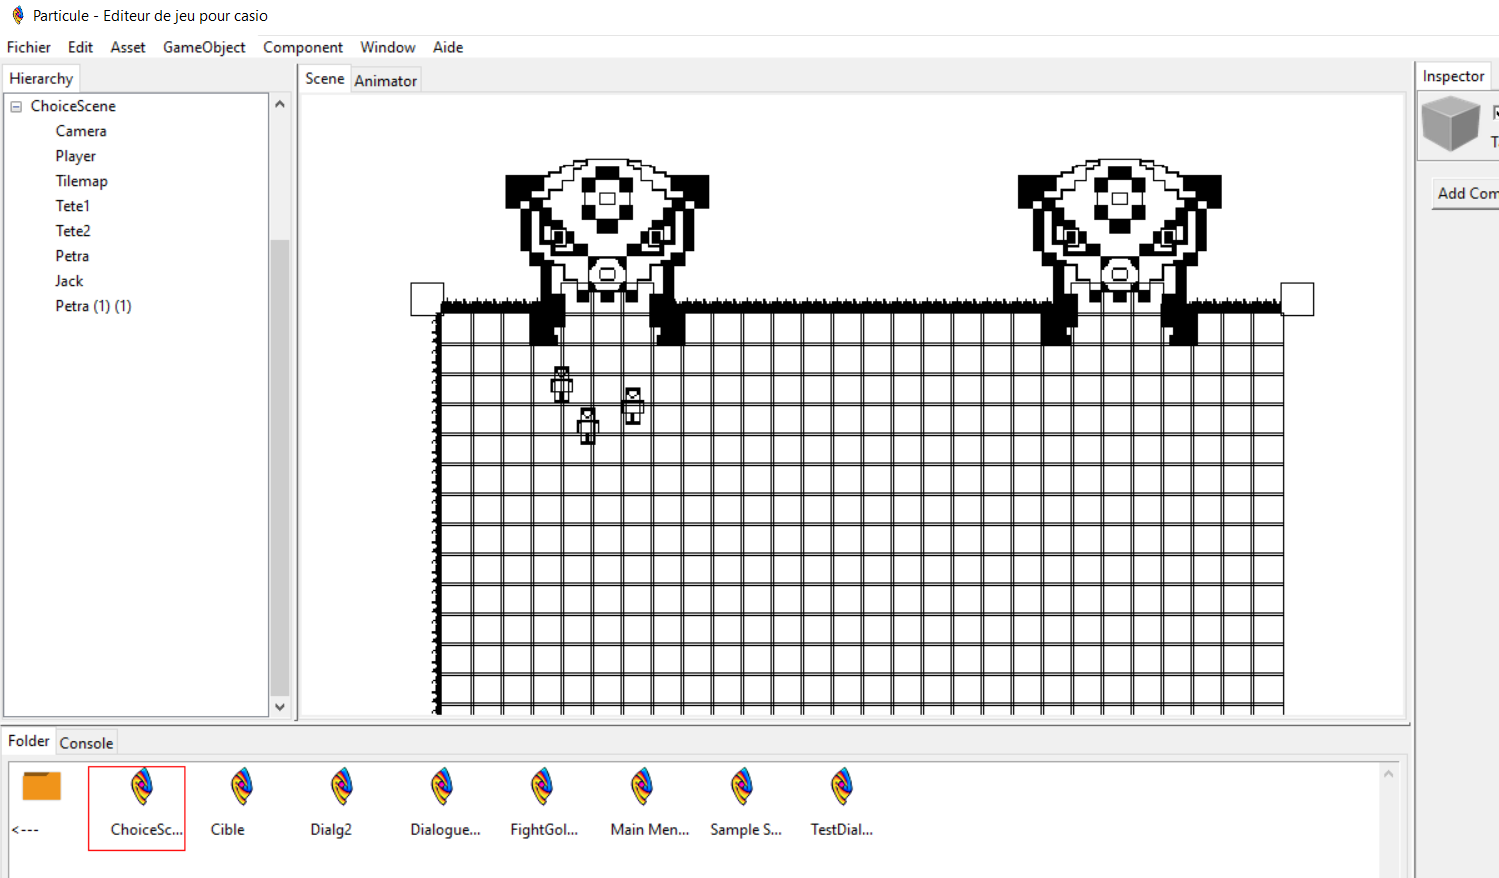 Particule - Editeur de jeu pour casio
Fichier Edit Asset GameObject Component Window Aide
Hierarchy
ChoiceScene
Camera
Player
Tilemap
Tete1
Tete2
Petra
Jack
Petra (1) (1)
Scene Animator
Inspector
Add Com
Folder Console
<---
ChoiceSc...
Cible
Dialg2
Dialogue...
FightGol...
Main Men...
Sample S...
TestDial...